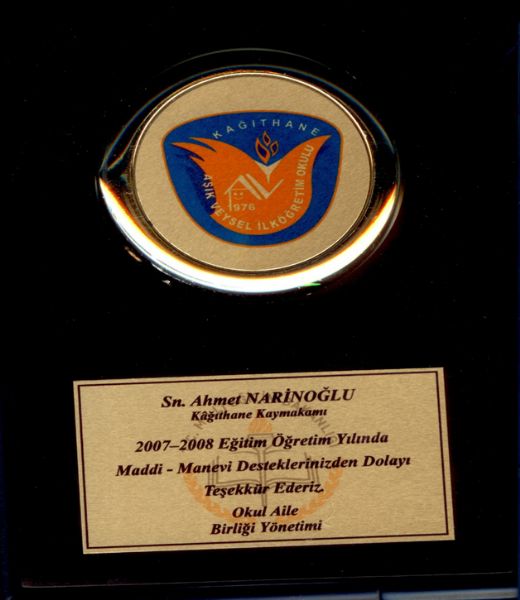 KAĞITHANE
AŞIK VEYSEL İLKÖĞRETİM OKULU
1976
Sn. Ahmet NARİNOĞLU
Kâğıthane Kaymakamı
2007–2008 Eğitim Öğretim Yılında
Maddi - Manevi Desteklerinizden Dolayı
Teşekkür Ederiz.
Okul Aile
Birliği Yönetimi